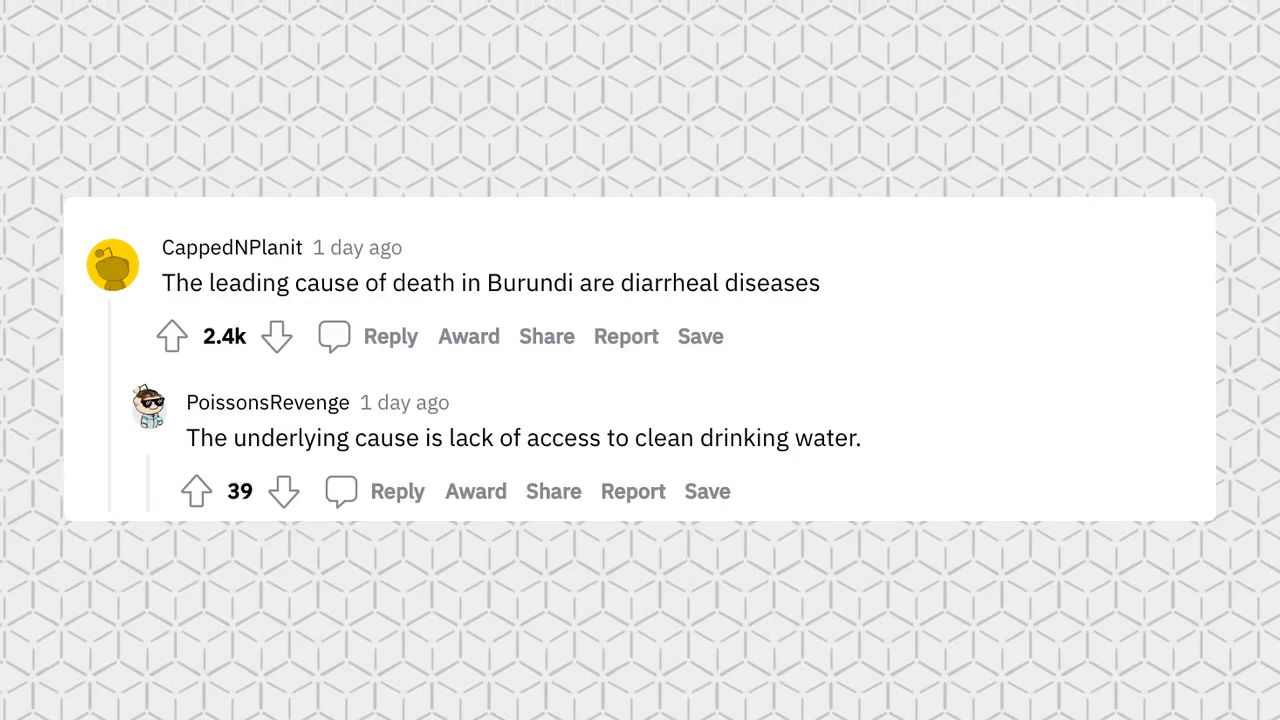 CappedNPlanit 1 day ago
The leading cause of death in Burundi are diarrheal diseases
2.4k Reply Award Share Report Save
PoissonsRevenge 1 day ago
The underlying cause is lack of access to clean drinking water.
39 Reply Award Share Report Save